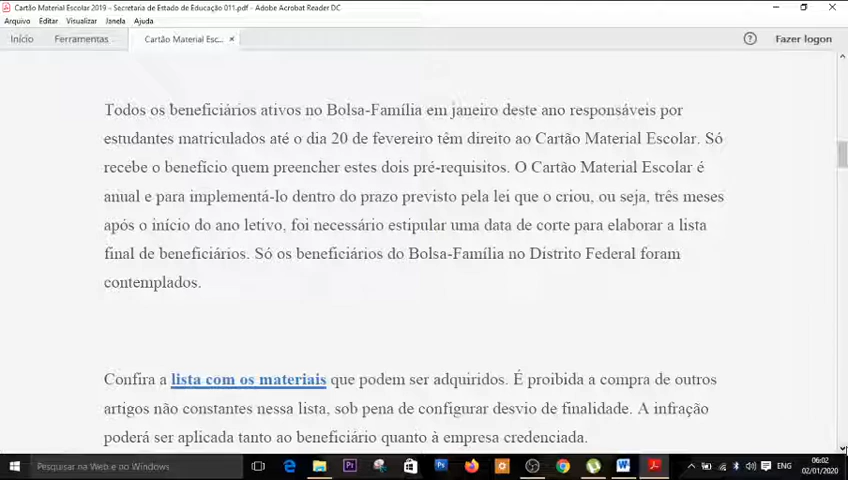 Cartão Material Escolar 2019 – Secretaria de Estado de Educação 011.pdf - Adobe Acrobat Reader DC
Arquivo Editar Visualizar Janela Ajuda
Início Ferramentas Cartão Material Esc... × ? Fazer logon
Todos os beneficiários ativos no Bolsa-Família em janeiro deste ano responsáveis por
estudantes matriculados até o dia 20 de fevereiro têm direito ao Cartão Material Escolar. Só
recebe o benefício quem preencher estes dois pré-requisitos. O Cartão Material Escolar é
anual e para implementá-lo dentro do prazo previsto pela lei que o criou, ou seja, três meses
após o início do ano letivo, foi necessário estipular uma data de corte para elaborar a lista
final de beneficiários. Só os beneficiários do Bolsa-Família no Distrito Federal foram
contemplados.
Confira a lista com os materiais que podem ser adquiridos. É proibida a compra de outros
artigos não constantes nessa lista, sob pena de configurar desvio de finalidade. A infração
poderá ser aplicada tanto ao beneficiário quanto à empresa credenciada.
Pesquisar na Web e no Windows
Pr
Ps
W
ENG
06:02
02/01/2020